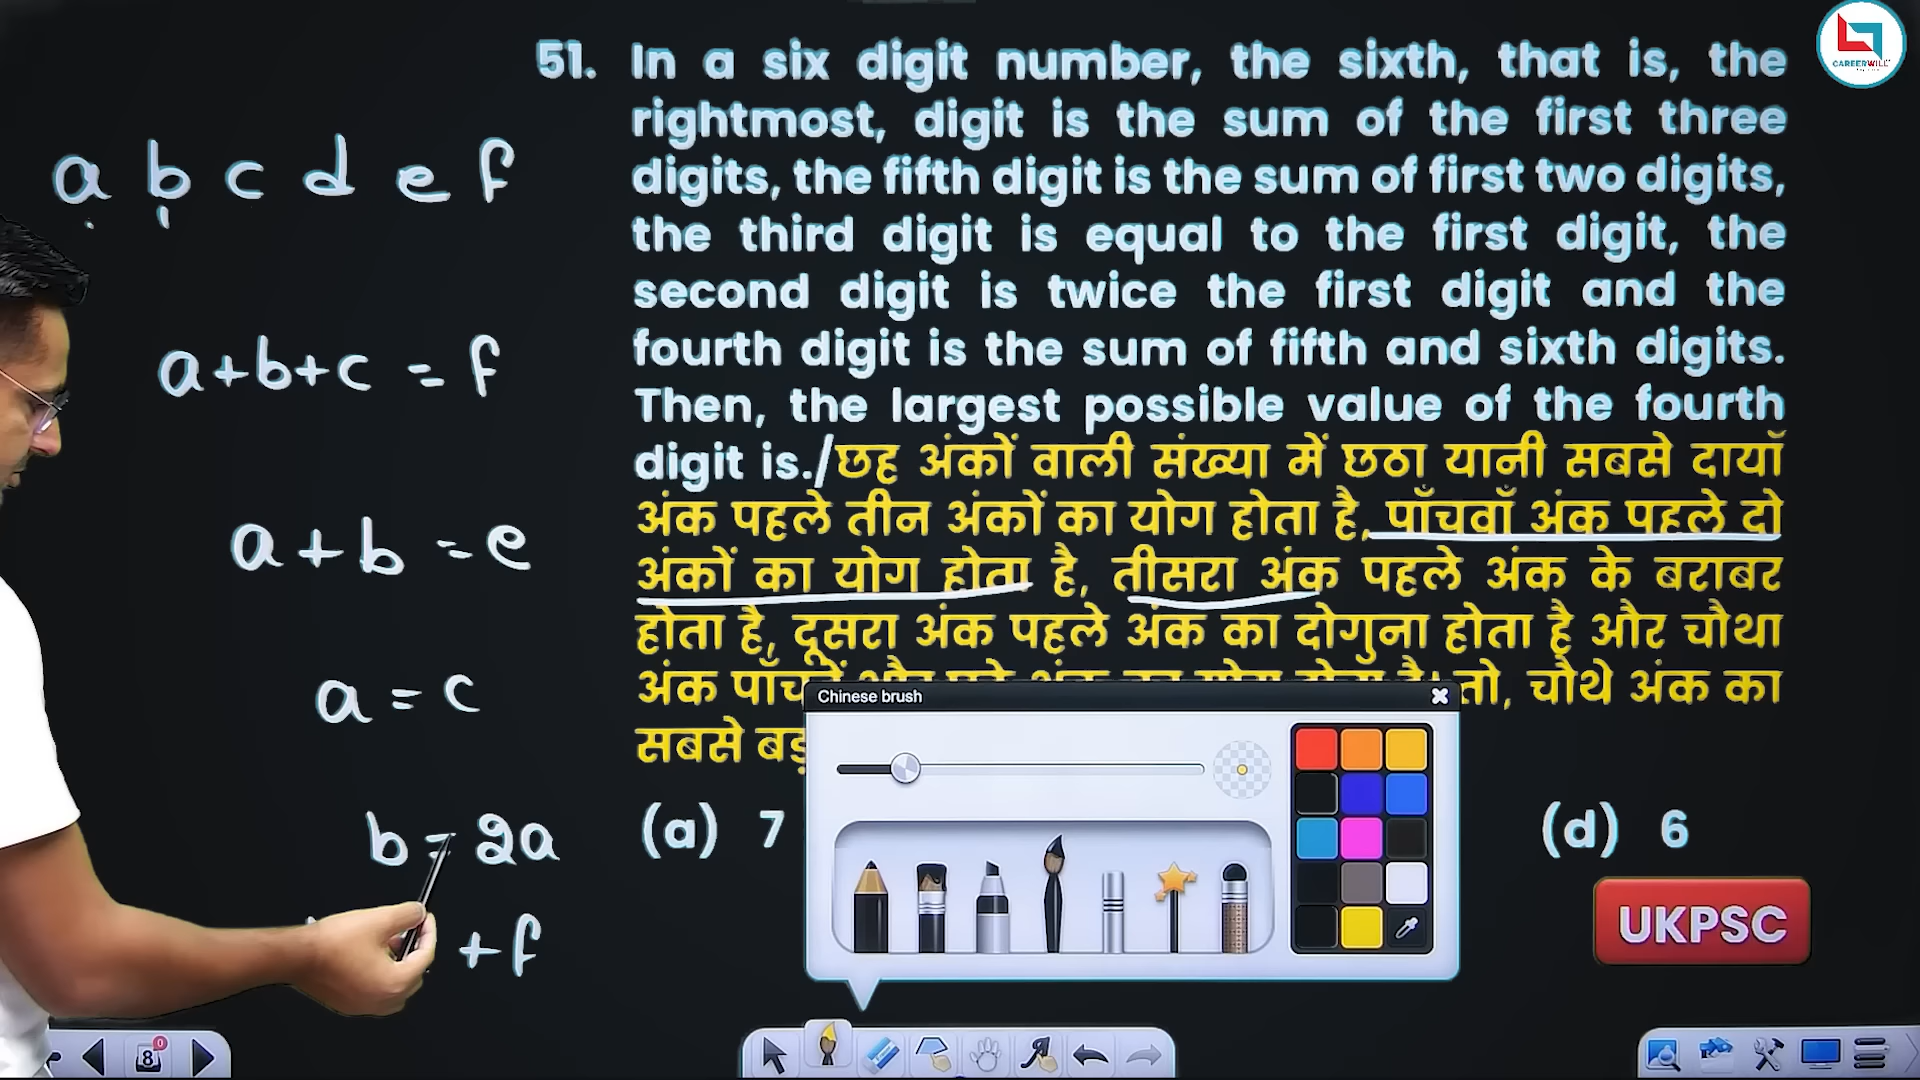 51. In a six digit number, the sixth, that is, the
rightmost, digit is the sum of the first three
digits, the fifth digit is the sum of first two digits,
the third digit is equal to the first digit, the
second digit is twice the first digit and the
fourth digit is the sum of fifth and sixth digits.
Then, the largest possible value of the fourth
digit is./छह अंकों वाली संख्या में छठा यानी सबसे दायाॅ
अंक पहले तीन अंकों का योग होता है, पाँचवाँ अंक पहले दो
अंकों का योग होता है, तीसरा अंक पहले अंक के बराबर
होता है, दूसरा अंक पहले अंक का दोगुना होता है और चौथा
अंक तो, चौथे अंक का
सबसे
(a) 7
(d) 6
UKPSC
CAREERWILL
a b c d e f
a+b+c = f
a+b = e
a = c
b = 2a
+f
Chinese brush
8
0